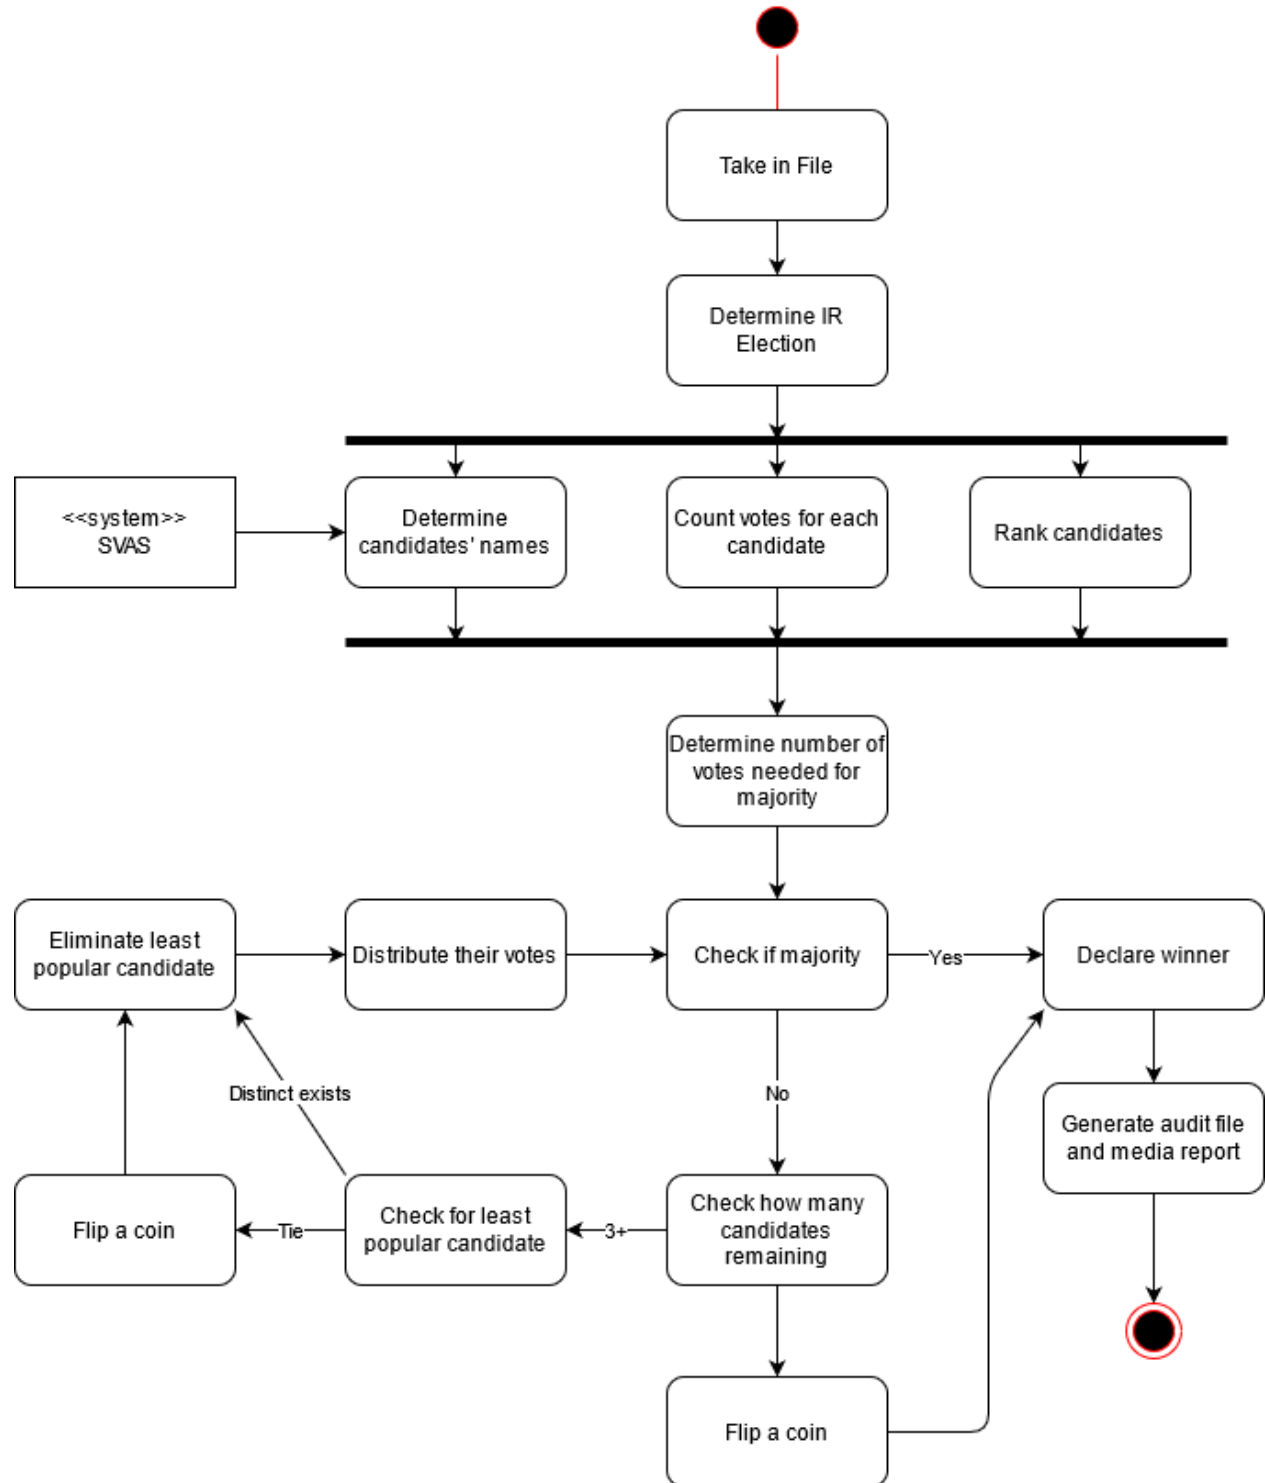 Take in File
Determine IR
Election
<<system>>
SVAS
Determine
candidates' names
Count votes for each
candidate
Rank candidates
Determine number of
votes needed for
majority
Eliminate least
popular candidate
Distribute their votes
Check if majority
Yes
Declare winner
Distinct exists
No
Generate audit file
and media report
Flip a coin
Tie
Check for least
popular candidate
3+
Check how many
candidates
remaining
Flip a coin